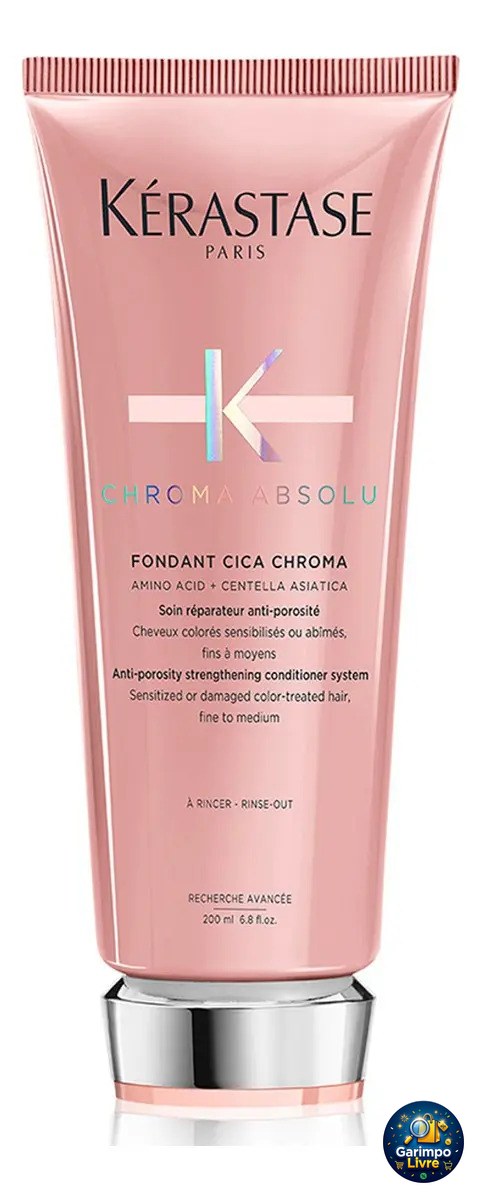 KÉRASTASE
PARIS
K
CHROMA ABSOLU
FONDANT CICA CHROMA
AMINO ACID + CENTELLA ASIATICA
Soin réparateur anti-porosité
Cheveux colorés sensibilisés ou abîmés,
fins à moyens
Anti-porosity strengthening conditioner system
Sensitized or damaged color-treated hair,
fine to medium
À RINCER - RINSE-OUT
RECHERCHE AVANCÉE
200 ml 6.8 fl.oz.
Garimpo
Livre